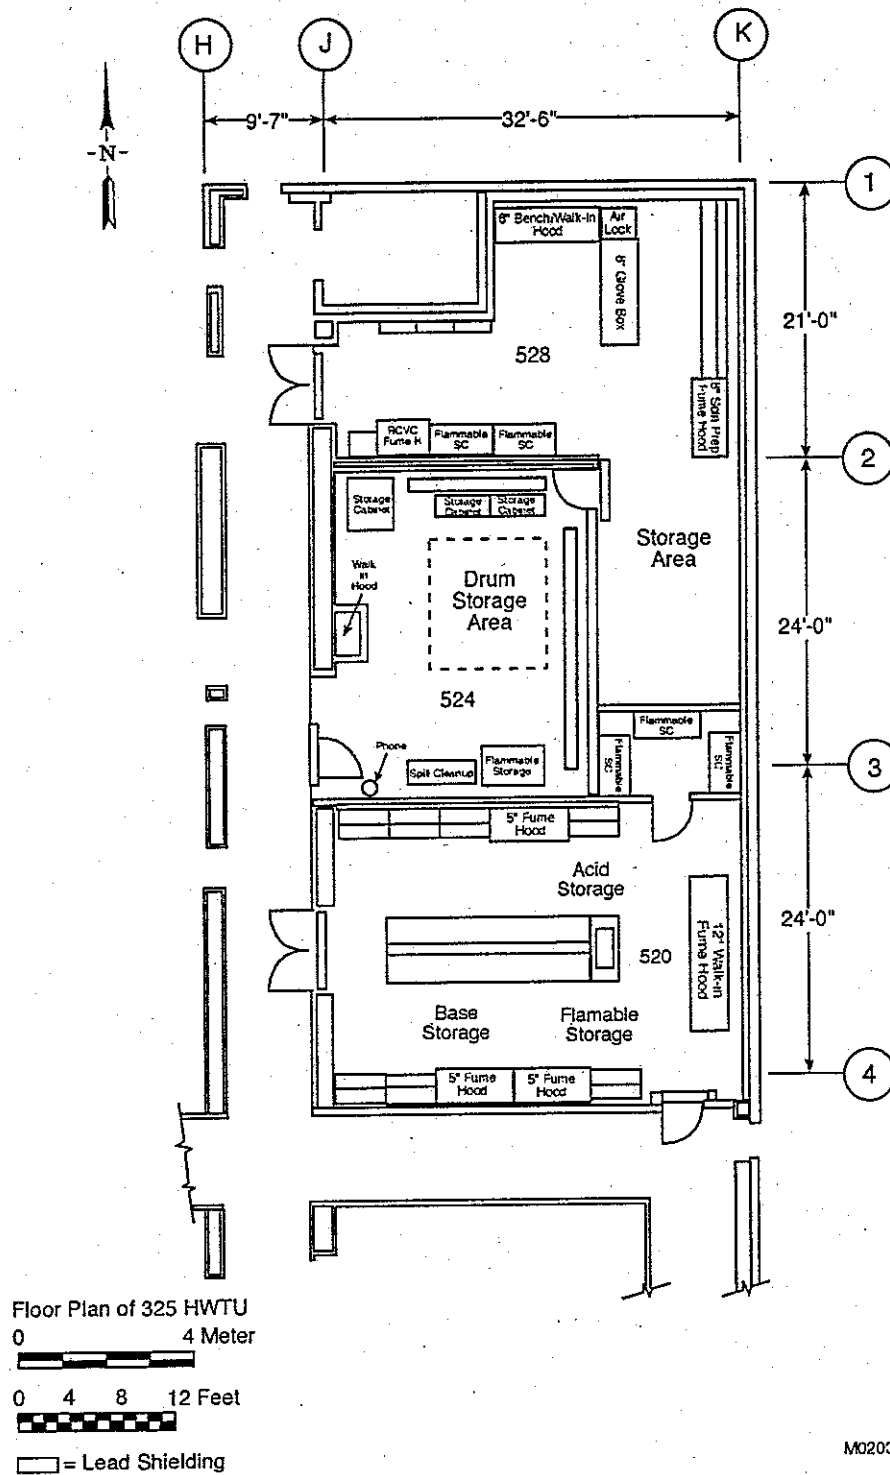 H
J
K
9'-7"
32'-6"
-N-
1
6" Bench/Walk-In
Hood
Air
Lock
8" Glove Box
21'-0"
528
8" Stdn Prep
Fume Hood
RCVC
Fume H
Flammable
SC
Flammable
SC
2
Storage
Cabinet
Storage
Cabinet
Storage
Cabinet
Storage
Area
Walk
in
Hood
Drum
Storage
Area
24'-0"
524
Flammable
SC
Phone
Spill Cleanup
Flammable
Storage
Flammable
SC
Flammable
SC
3
5" Fume
Hood
Acid
Storage
12" Walk-in
Fume Hood
24'-0"
520
Base
Storage
Flamable
Storage
5" Fume
Hood
5" Fume
Hood
4
Floor Plan of 325 HWTU
0 4 Meter
0 4 8 12 Feet
= Lead Shielding
M0203